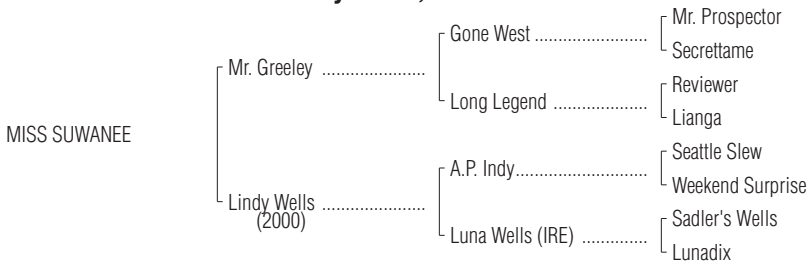 Gone West
Mr. Prospector
Secrettame
Mr. Greeley
Long Legend
Reviewer
Lianga
MISS SUWANEE
A.P. Indy
Seattle Slew
Weekend Surprise
Lindy Wells
(2000)
Luna Wells (IRE)
Sadler's Wells
Lunadix